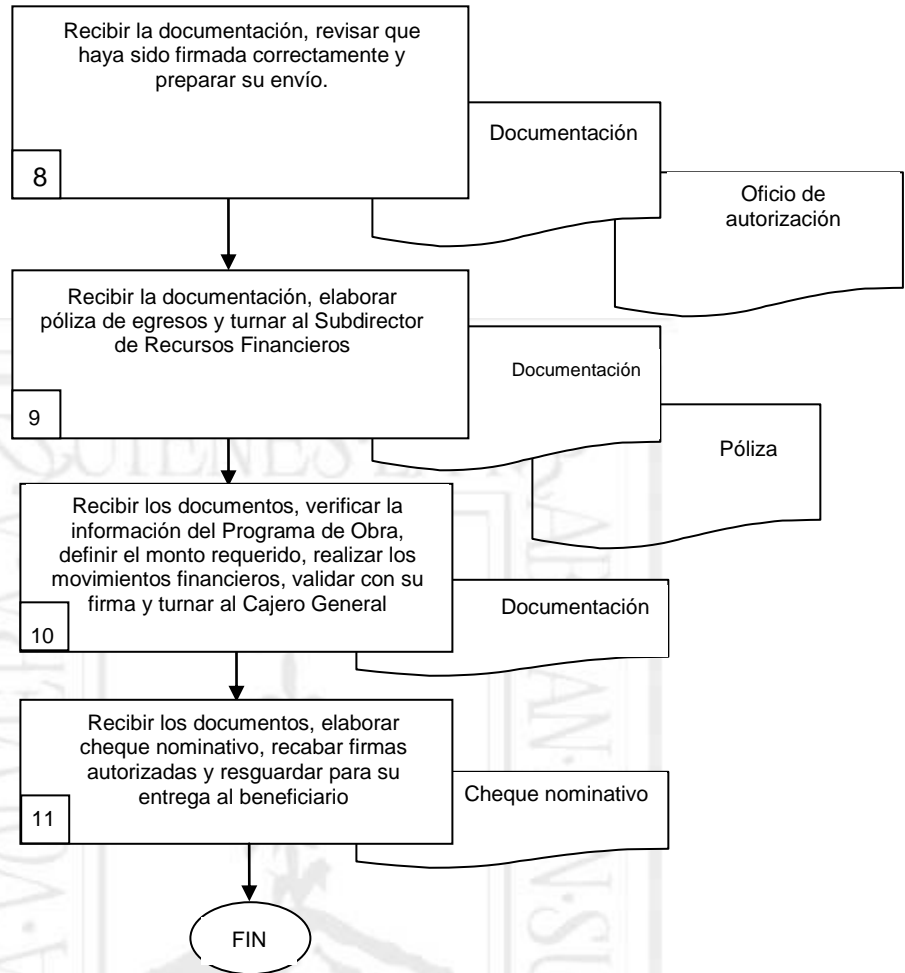 Recibir la documentación, revisar que
haya sido firmada correctamente y
preparar su envío.
8
Documentación
Oficio de
autorización
Recibir la documentación, elaborar
póliza de egresos y turnar al Subdirector
de Recursos Financieros
9
Documentación
Póliza
Recibir los documentos, verificar la
información del Programa de Obra,
definir el monto requerido, realizar los
movimientos financieros, validar con su
firma y turnar al Cajero General
10
Documentación
Recibir los documentos, elaborar
cheque nominativo, recabar firmas
autorizadas y resguardar para su
entrega al beneficiario
11
Cheque nominativo
FIN